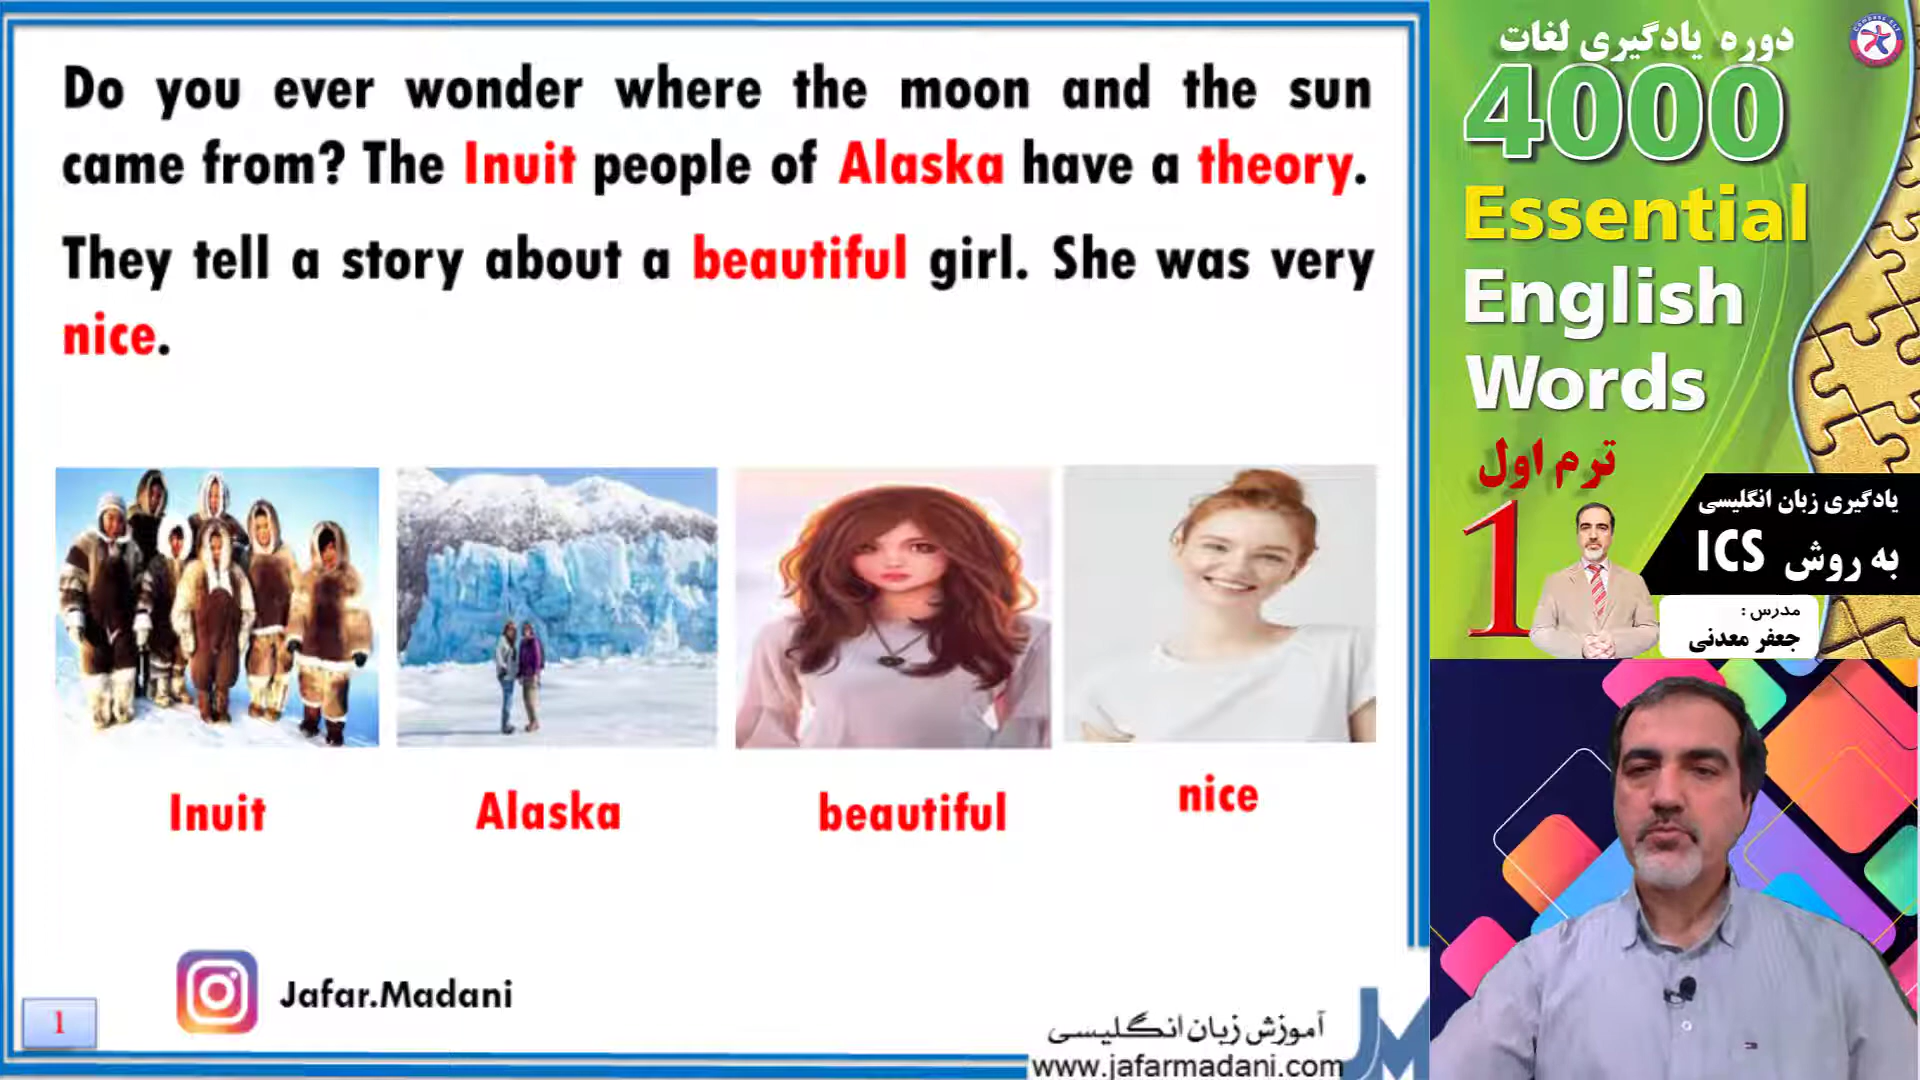 Do you ever wonder where the moon and the sun
came from? The Inuit people of Alaska have a theory.
They tell a story about a beautiful girl. She was very
nice.
Inuit
Alaska
beautiful
nice
1
Jafar.Madani
آموزش زبان انگلیسی
www.jafarmadani.com
JM
دوره یادگیری لغات
4000
Essential
English
Words
ترم اول
1
یادگیری زبان انگلیسی
به روش ICS
مدرس :
جعفر معدنی